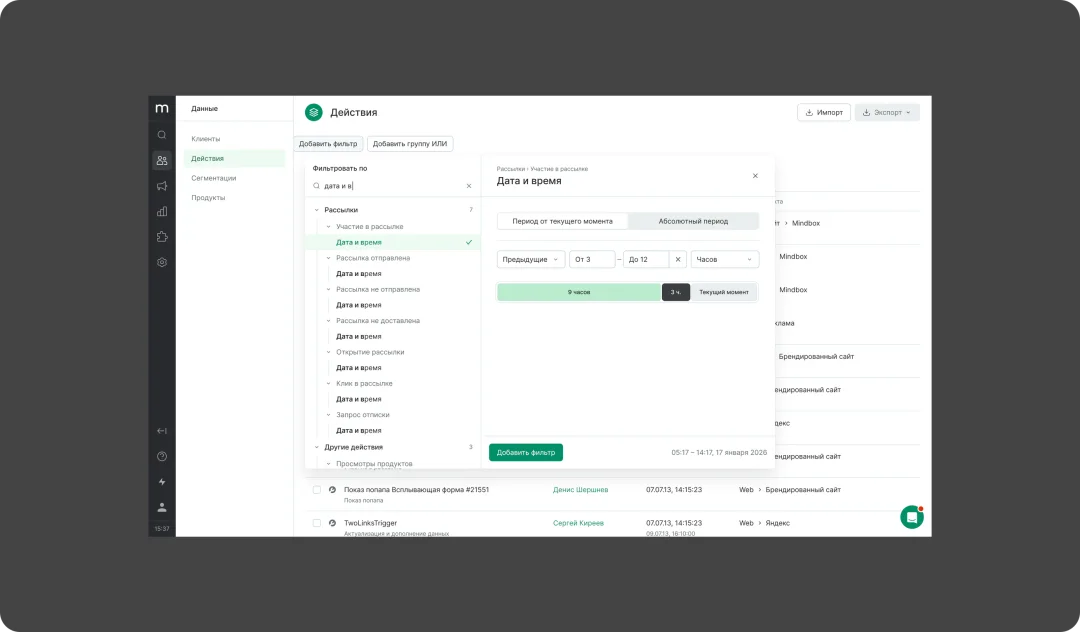 m
Данные
Клиенты
Действия
Сегментации
Продукты
15:37
Действия
Импорт
Экспорт
Добавить фильтр
Добавить группу ИЛИ
Фильтровать по
дата и в
Рассылки 7
Участие в рассылке
Дата и время
Рассылка отправлена
Дата и время
Рассылка не отправлена
Дата и время
Рассылка не доставлена
Дата и время
Открытие рассылки
Дата и время
Клик в рассылке
Дата и время
Запрос отписки
Дата и время
Другие действия 3
Просмотры продуктов
Рассылки › Участие в рассылке
Дата и время
Период от текущего момента
Абсолютный период
Предыдущие
От 3
–
До 12
Часов
9 часов
3 ч.
Текущий момент
Добавить фильтр
05:17 – 14:17, 17 января 2026
› Mindbox
Mindbox
Mindbox
клама
Брендированный сайт
ендированный сайт
декс
ендированный сайт
Показ попапа Всплывающая форма #21551
Показ попапа
Денис Шершнев
07.07.13, 14:15:23
Web › Брендированный сайт
TwoLinksTrigger
Актуализация и дополнение данных
Сергей Киреев
07.07.13, 14:15:23
09.07.13, 16:10:00
Web › Яндекс